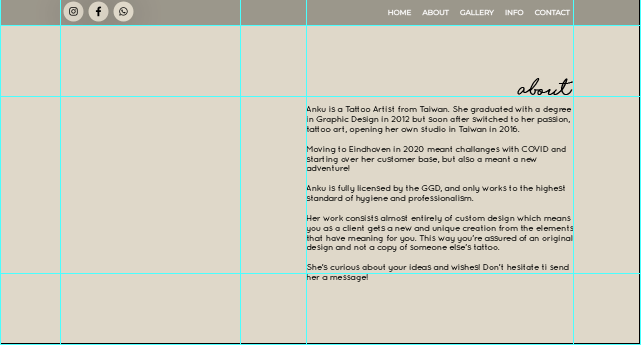 HOME ABOUT GALLERY INFO CONTACT
about
Anku is a Tattoo Artist from Taiwan. She graduated with a degree
in Graphic Design in 2012 but soon after switched to her passion,
tattoo art, opening her own studio in Taiwan in 2016.
Moving to Eindhoven in 2020 meant challanges with COVID and
starting over her customer base, but also a meant a new
adventure!
Anku is fully licensed by the GGD, and only works to the highest
standard of hygiene and professionalism.
Her work consists almost entirely of custom design which means
you as a client gets a new and unique creation from the elements
that have meaning for you. This way you're assured of an original
design and not a copy of someone else's tattoo.
She's curious about your ideas and wishes! Don't hesitate ti send
her a message!